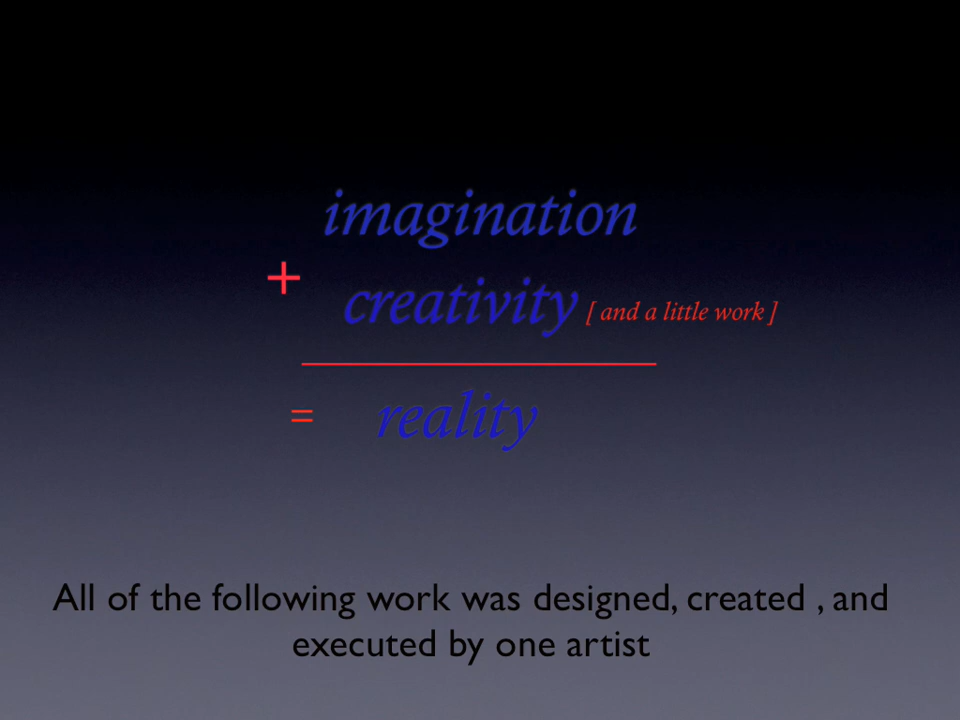 imagination
+
creativity [ and a little work ]
= reality
All of the following work was designed, created , and
executed by one artist